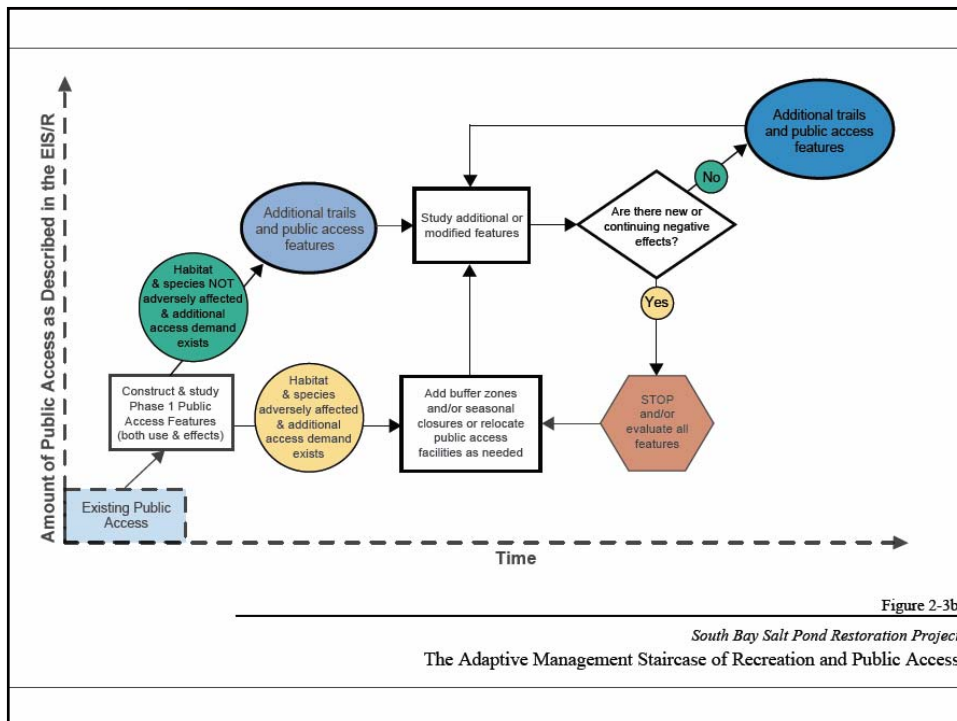 Amount of Public Access as Described in the EIS/R
Additional trails
and public access
features
No
Additional trails
and public access
features
Study additional or
modified features
Are there new or
continuing negative
effects?
Habitat
& species NOT
adversely affected
& additional
access demand
exists
Yes
Construct & study
Phase 1 Public
Access Features
(both use & effects)
Habitat
& species
adversely affected
& additional
access demand
exists
Add buffer zones
and/or seasonal
closures or relocate
public access
facilities as needed
STOP
and/or
evaluate all
features
Existing Public
Access
Time
Figure 2-3b
South Bay Salt Pond Restoration Project
The Adaptive Management Staircase of Recreation and Public Access